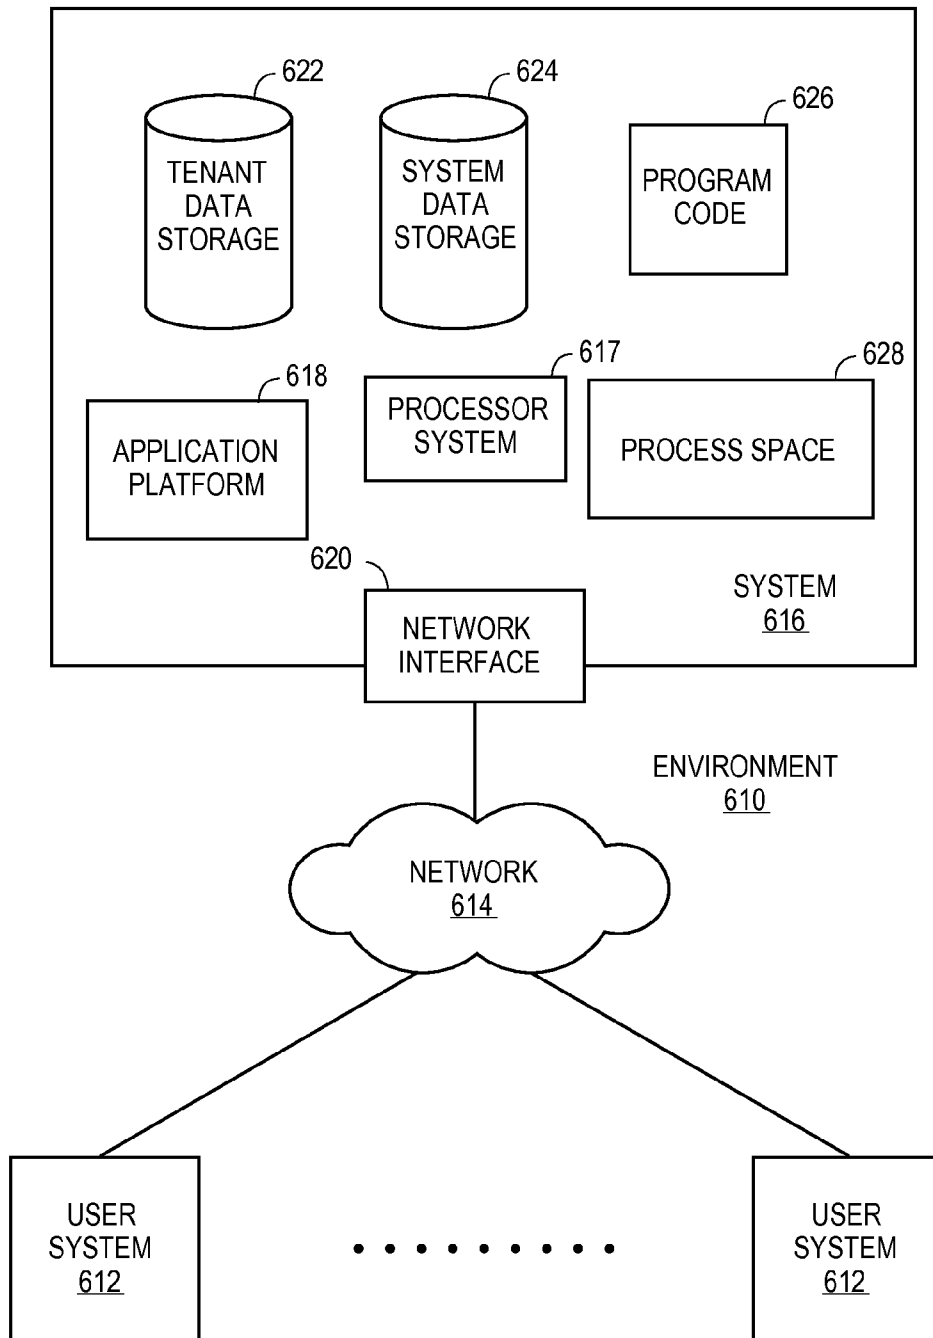 622
TENANT
DATA
STORAGE
624
SYSTEM
DATA
STORAGE
626
PROGRAM
CODE
618
APPLICATION
PLATFORM
617
PROCESSOR
SYSTEM
628
PROCESS SPACE
620
NETWORK
INTERFACE
SYSTEM
616
ENVIRONMENT
610
NETWORK
614
USER
SYSTEM
612
USER
SYSTEM
612